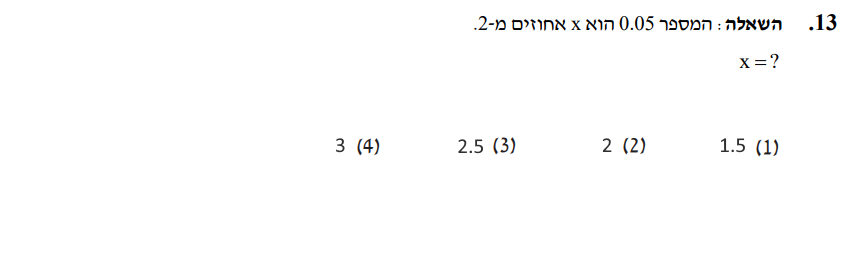 13. השאלה : המספר 0.05 הוא x אחוזים מ-2.
x = ?
(1) 1.5 (2) 2 (3) 2.5 (4) 3